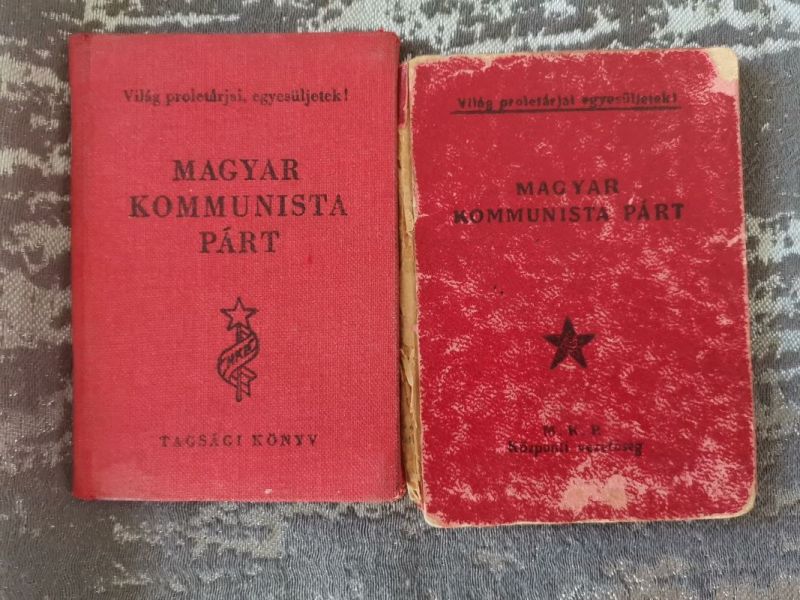 Világ proletárjai, egyesüljetek!
MAGYAR
KOMMUNISTA
PÁRT
MKP
TAGSÁGI KÖNYV
Világ proletárjai egyesüljetek!
MAGYAR
KOMMUNISTA PÁRT
M. K. P.
Központi vezetőség